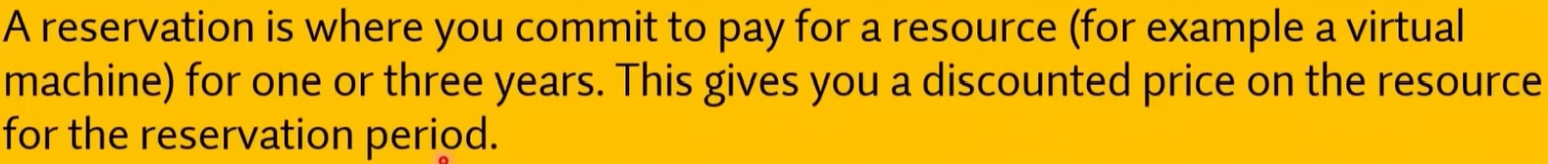 A reservation is where you commit to pay for a resource (for example a virtual
machine) for one or three years. This gives you a discounted price on the resource
for the reservation period.